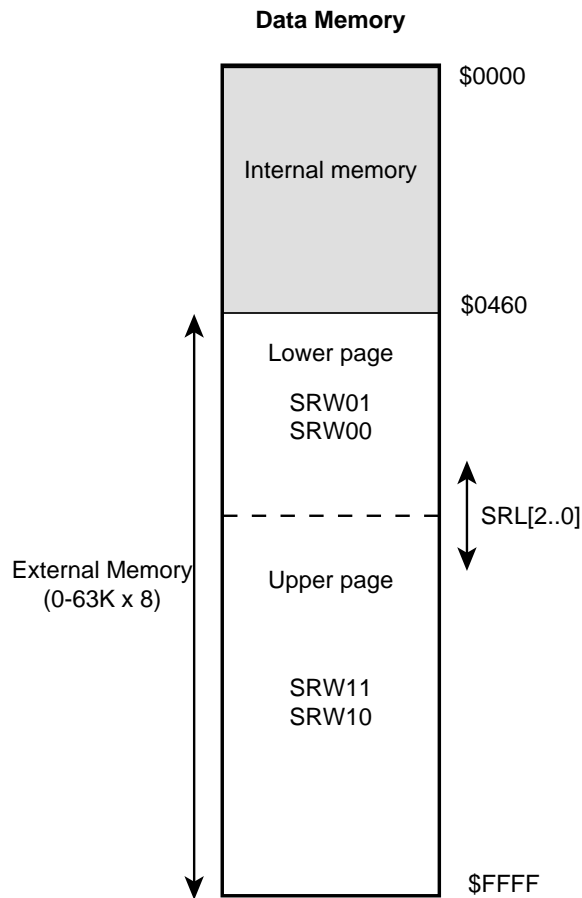 Data Memory
$0000
Internal memory
$0460
Lower page
SRW01
SRW00
SRL[2..0]
External Memory
(0-63K x 8)
Upper page
SRW11
SRW10
$FFFF